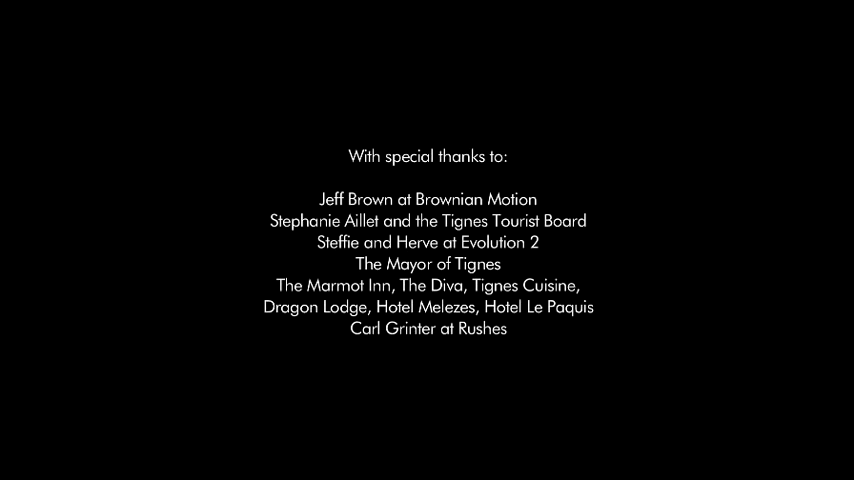 With special thanks to:
Jeff Brown at Brownian Motion
Stephanie Aillet and the Tignes Tourist Board
Steffie and Herve at Evolution 2
The Mayor of Tignes
The Marmot Inn, The Diva, Tignes Cuisine,
Dragon Lodge, Hotel Melezes, Hotel Le Paquis
Carl Grinter at Rushes